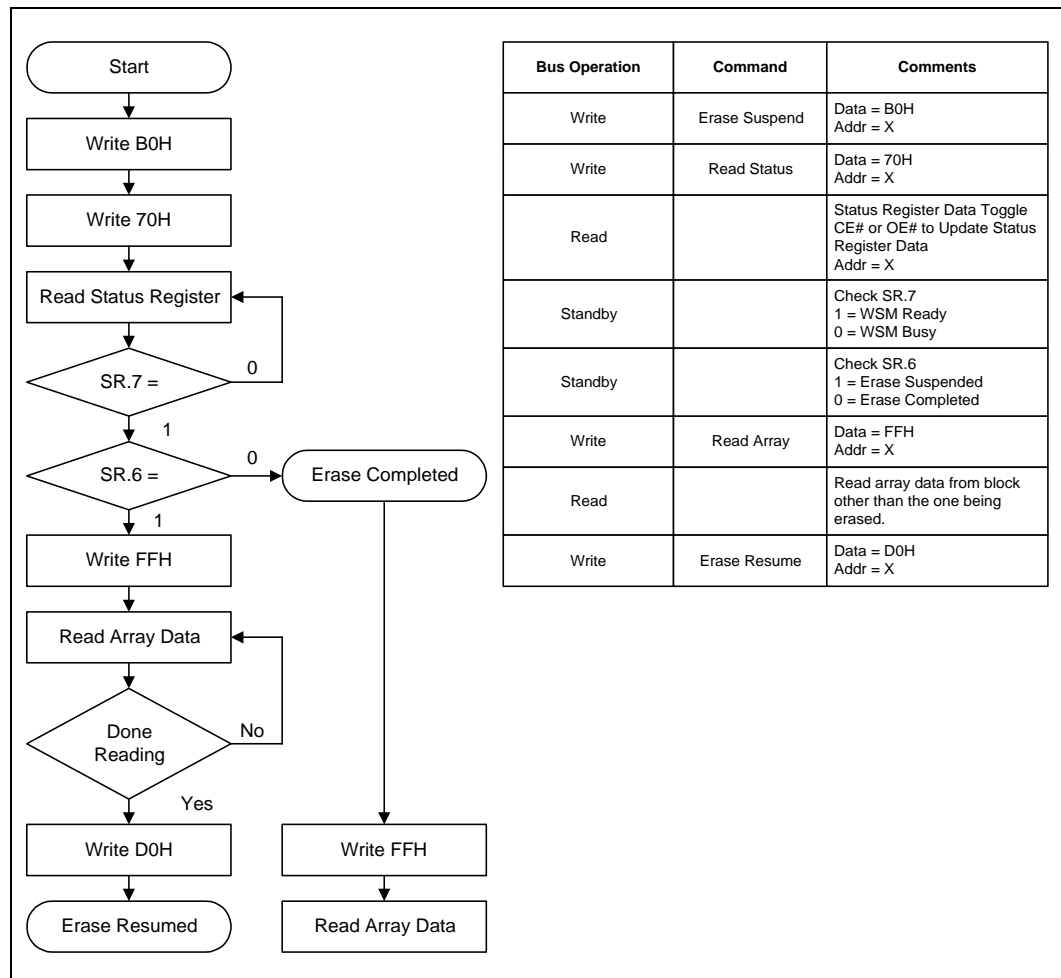 Start
Write B0H
Write 70H
Read Status Register
SR.7 =
0
1
SR.6 =
0
Erase Completed
1
Write FFH
Read Array Data
Done
Reading
No
Yes
Write D0H
Write FFH
Erase Resumed
Read Array Data
Bus Operation
Command
Comments
Write
Erase Suspend
Data = B0H
Addr = X
Write
Read Status
Data = 70H
Addr = X
Read
Status Register Data Toggle
CE# or OE# to Update Status
Register Data
Addr = X
Standby
Check SR.7
1 = WSM Ready
0 = WSM Busy
Standby
Check SR.6
1 = Erase Suspended
0 = Erase Completed
Write
Read Array
Data = FFH
Addr = X
Read
Read array data from block
other than the one being
erased.
Write
Erase Resume
Data = D0H
Addr = X